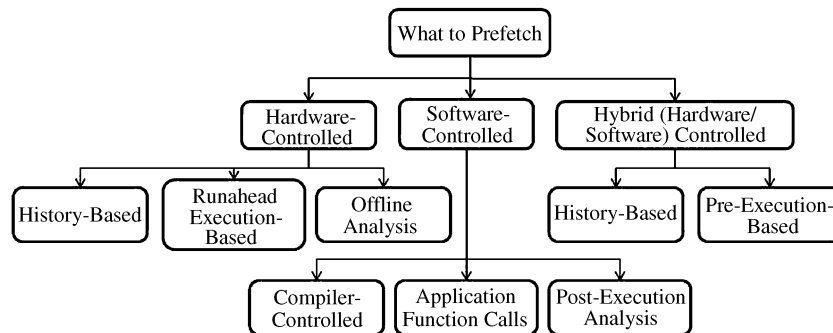 What to Prefetch
Hardware-
Controlled
Software-
Controlled
Hybrid (Hardware/
Software) Controlled
History-Based
Runahead
Execution-
Based
Offline
Analysis
History-Based
Pre-Execution-
Based
Compiler-
Controlled
Application
Function Calls
Post-Execution
Analysis